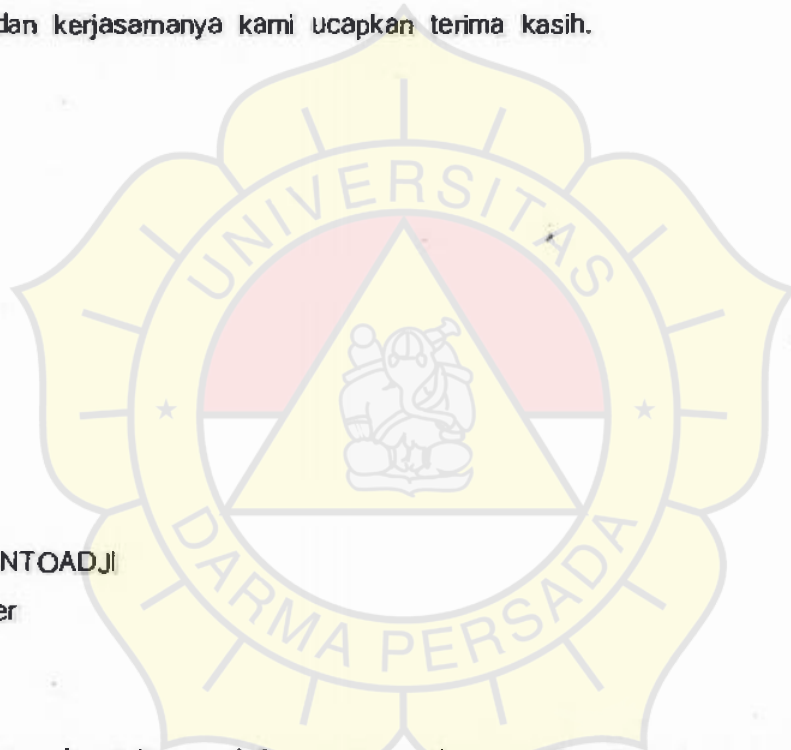 dan kerjasamanya kami ucapkan terima kasih.
UNIVERSITAS
DARMA PERSADA
NTOADJI
er